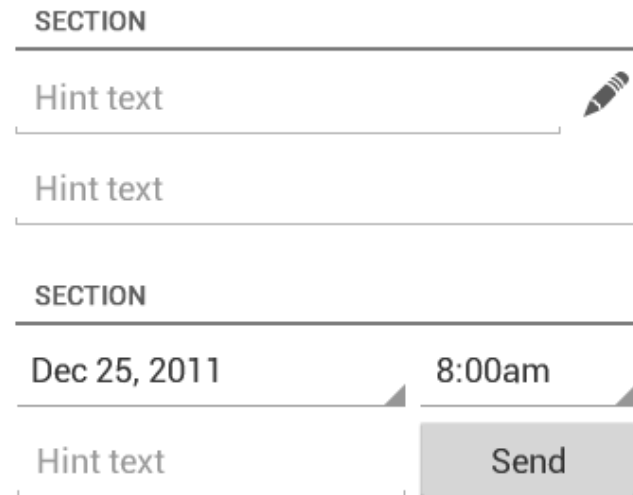 SECTION
Hint text
Hint text
SECTION
Dec 25, 2011 8:00am
Hint text Send